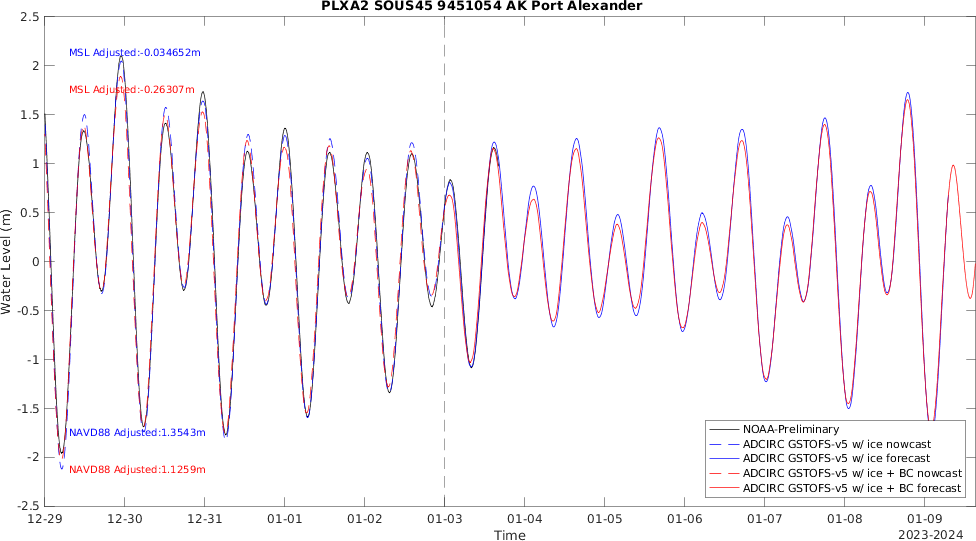 PLXA2 SOUS45 9451054 AK Port Alexander
2.5
2
1.5
1
0.5
0
-0.5
-1
-1.5
-2
-2.5
Water Level (m)
MSL Adjusted:-0.034652m
MSL Adjusted:-0.26307m
NAVD88 Adjusted:1.3543m
NAVD88 Adjusted:1.1259m
NOAA-Preliminary
ADCIRC GSTOFS-v5 w/ ice nowcast
ADCIRC GSTOFS-v5 w/ ice forecast
ADCIRC GSTOFS-v5 w/ ice + BC nowcast
ADCIRC GSTOFS-v5 w/ ice + BC forecast
12-29 12-30 12-31 01-01 01-02 01-03 01-04 01-05 01-06 01-07 01-08 01-09
Time
2023-2024